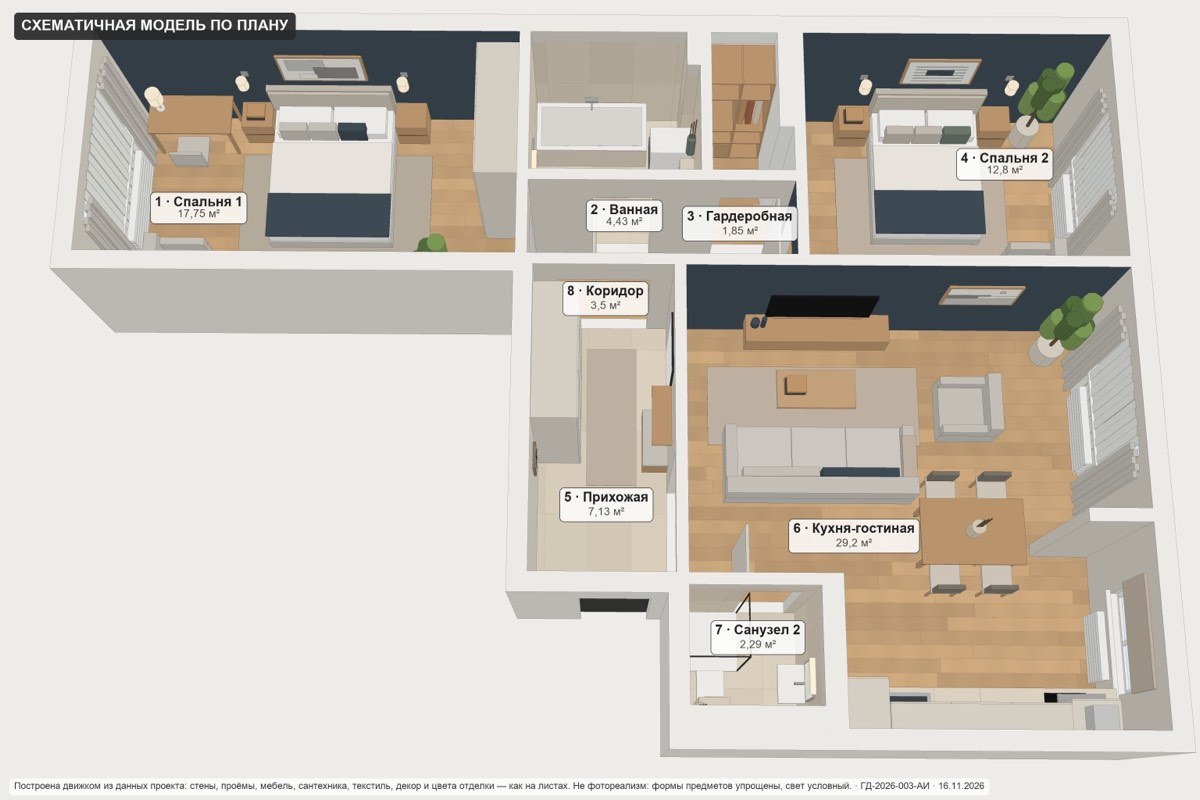 СХЕМАТИЧНАЯ МОДЕЛЬ ПО ПЛАНУ
4 · Спальня 2
12,8 м²
1 · Спальня 1
17,75 м²
2 · Ванная
4,43 м²
3 · Гардеробная
1,85 м²
8 · Коридор
3,5 м²
5 · Прихожая
7,13 м²
6 · Кухня-гостиная
29,2 м²
7 · Санузел 2
2,29 м²
Построена движком из данных проекта: стены, проёмы, мебель, сантехника, текстиль, декор и цвета отделки — как на листах. Не фотореализм: формы предметов упрощены, свет условный. · ГД-2026-003-АИ · 16.11.2026